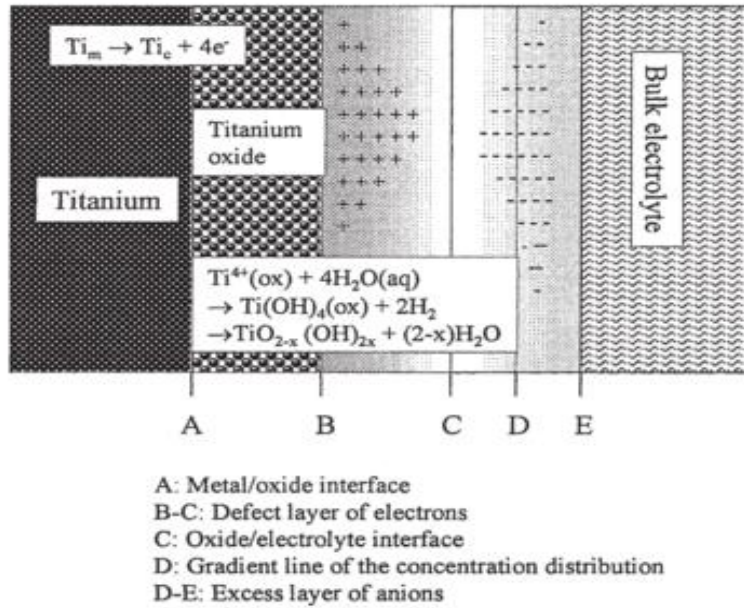 Ti_m → Ti_c + 4e⁻
Titanium
oxide
Titanium
Bulk electrolyte
Ti⁴⁺(ox) + 4H₂O(aq)
→ Ti(OH)₄(ox) + 2H₂
→TiO₂₋ₓ (OH)₂ₓ + (2-x)H₂O
A B C D E
A: Metal/oxide interface
B-C: Defect layer of electrons
C: Oxide/electrolyte interface
D: Gradient line of the concentration distribution
D-E: Excess layer of anions